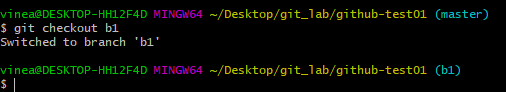 vinea@DESKTOP-HH12F4D MINGW64 ~/Desktop/git_lab/github-test01 (master)
$ git checkout b1
Switched to branch 'b1'
vinea@DESKTOP-HH12F4D MINGW64 ~/Desktop/git_lab/github-test01 (b1)
$